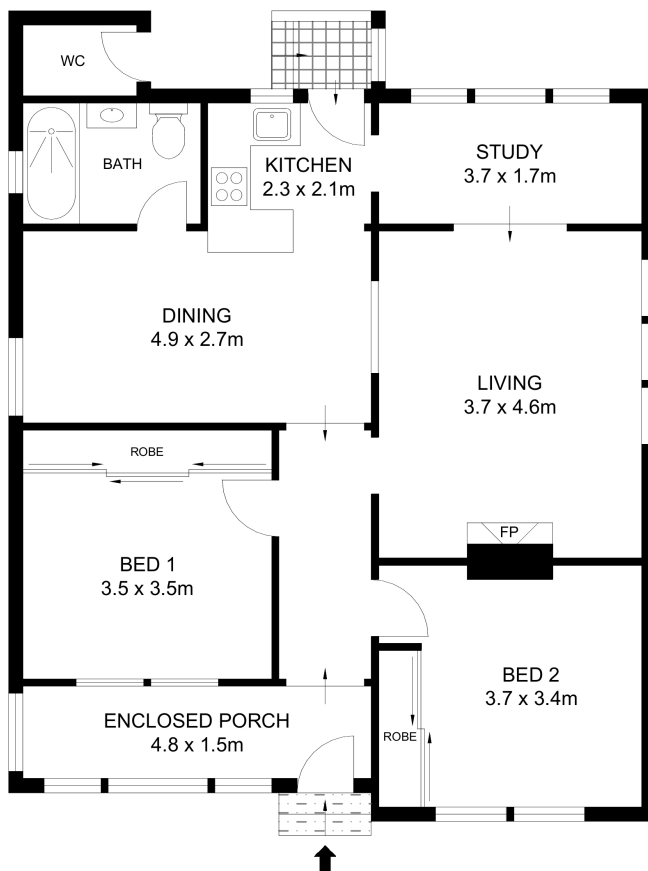 WC
BATH
KITCHEN
2.3 x 2.1m
STUDY
3.7 x 1.7m
DINING
4.9 x 2.7m
LIVING
3.7 x 4.6m
ROBE
FP
BED 1
3.5 x 3.5m
BED 2
3.7 x 3.4m
ENCLOSED PORCH
4.8 x 1.5m
ROBE